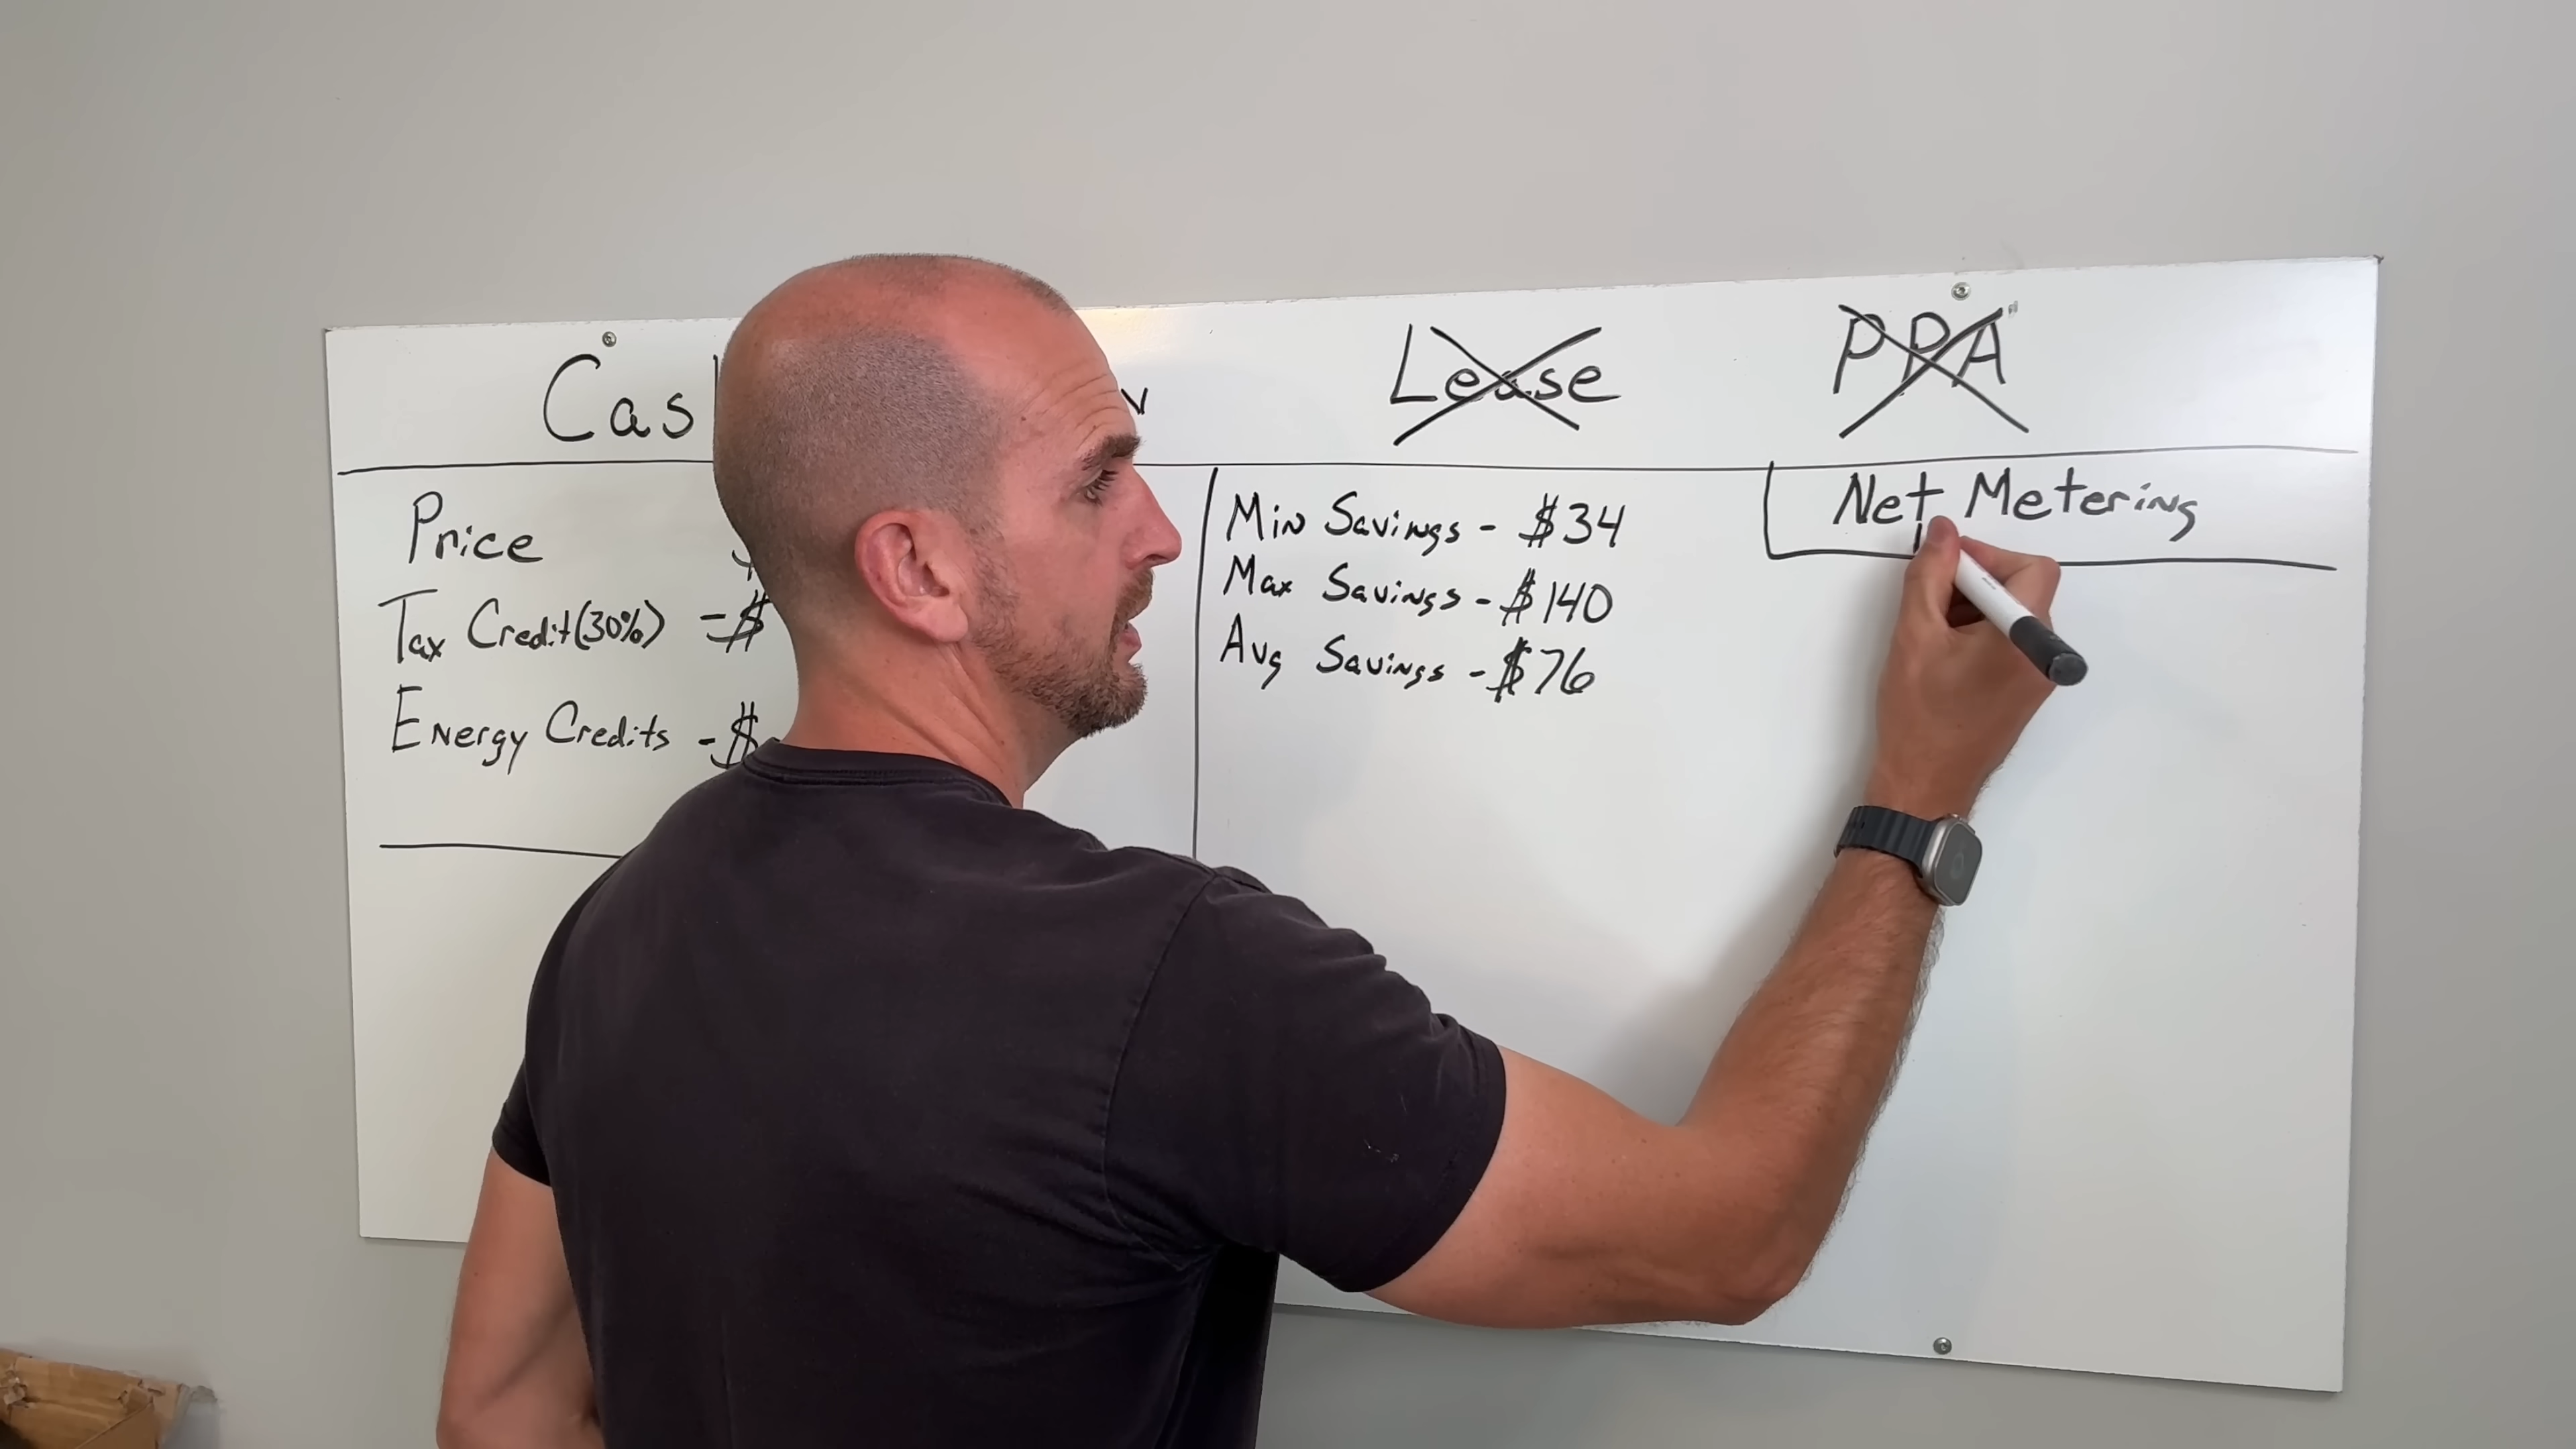 Cas
Lease
PPA
Price
Tax Credit (30%) -$
Energy Credits -$
Min Savings - $34
Max Savings - $140
Avg Savings - $76
Net Metering